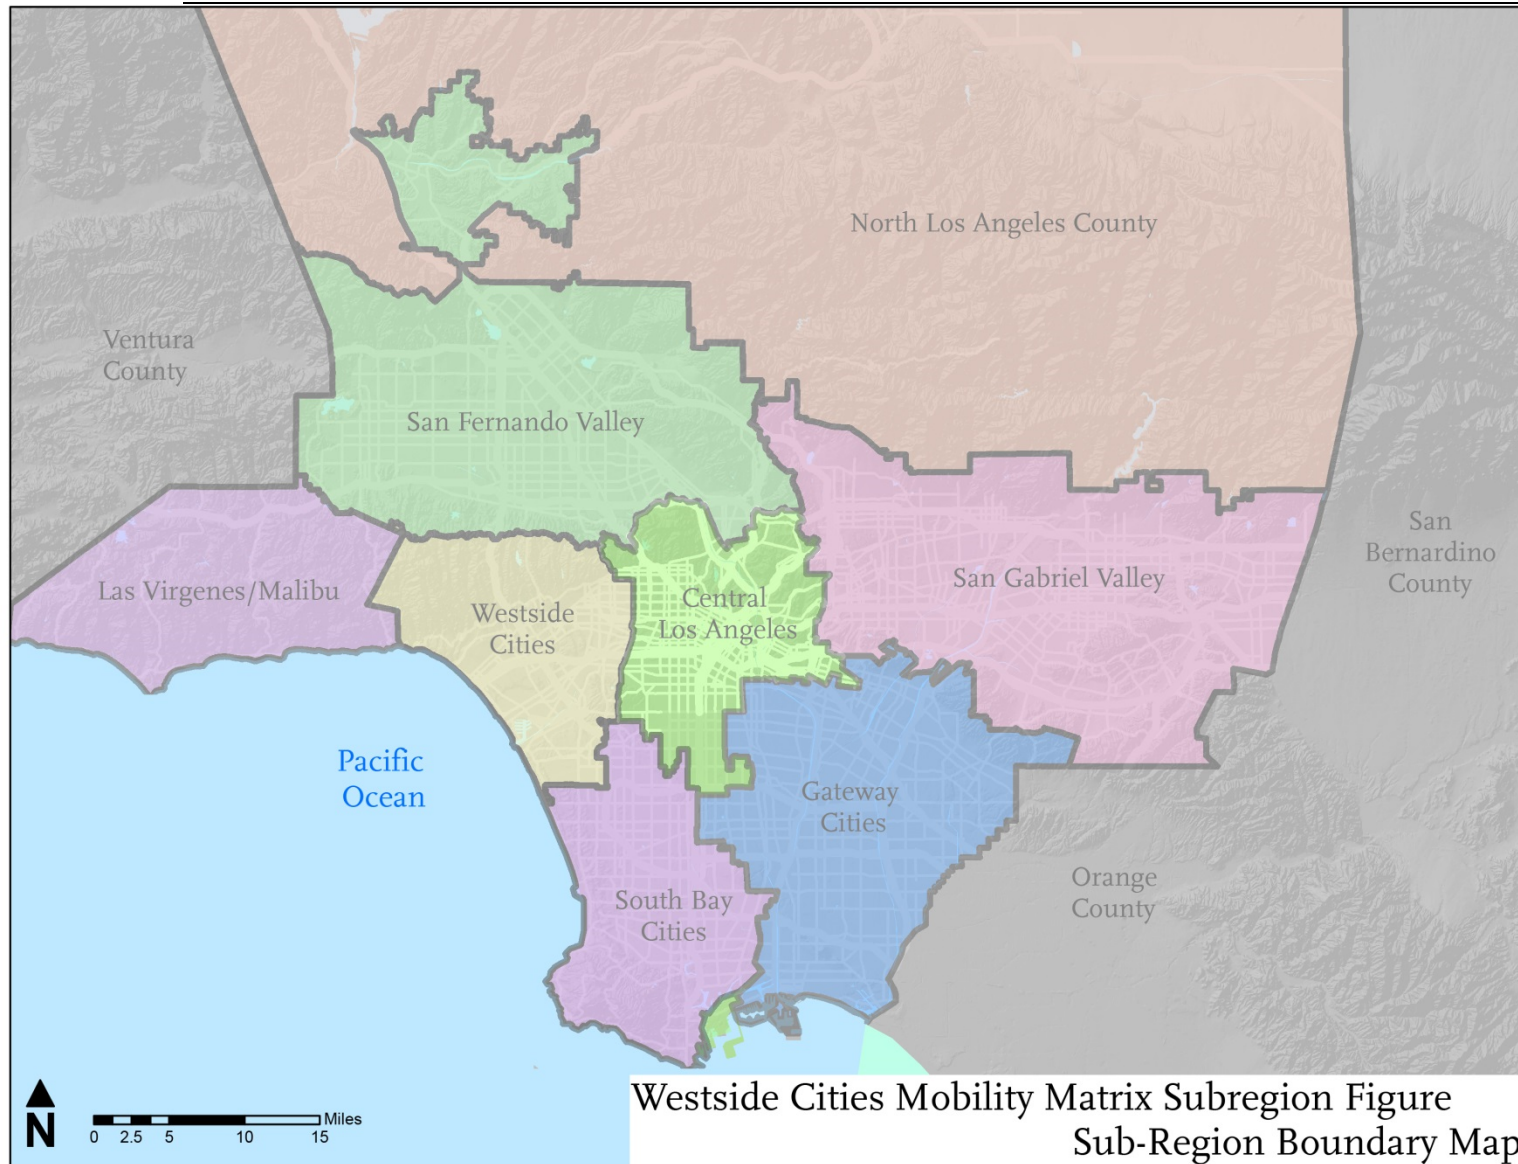 North Los Angeles County
Ventura
County
San Fernando Valley
San
Bernardino
County
Las Virgenes/Malibu
Westside
Cities
Central
Los Angeles
San Gabriel Valley
Pacific
Ocean
Gateway
Cities
South Bay
Cities
Orange
County
N
Miles
0 2.5 5 10 15
Westside Cities Mobility Matrix Subregion Figure
Sub-Region Boundary Map